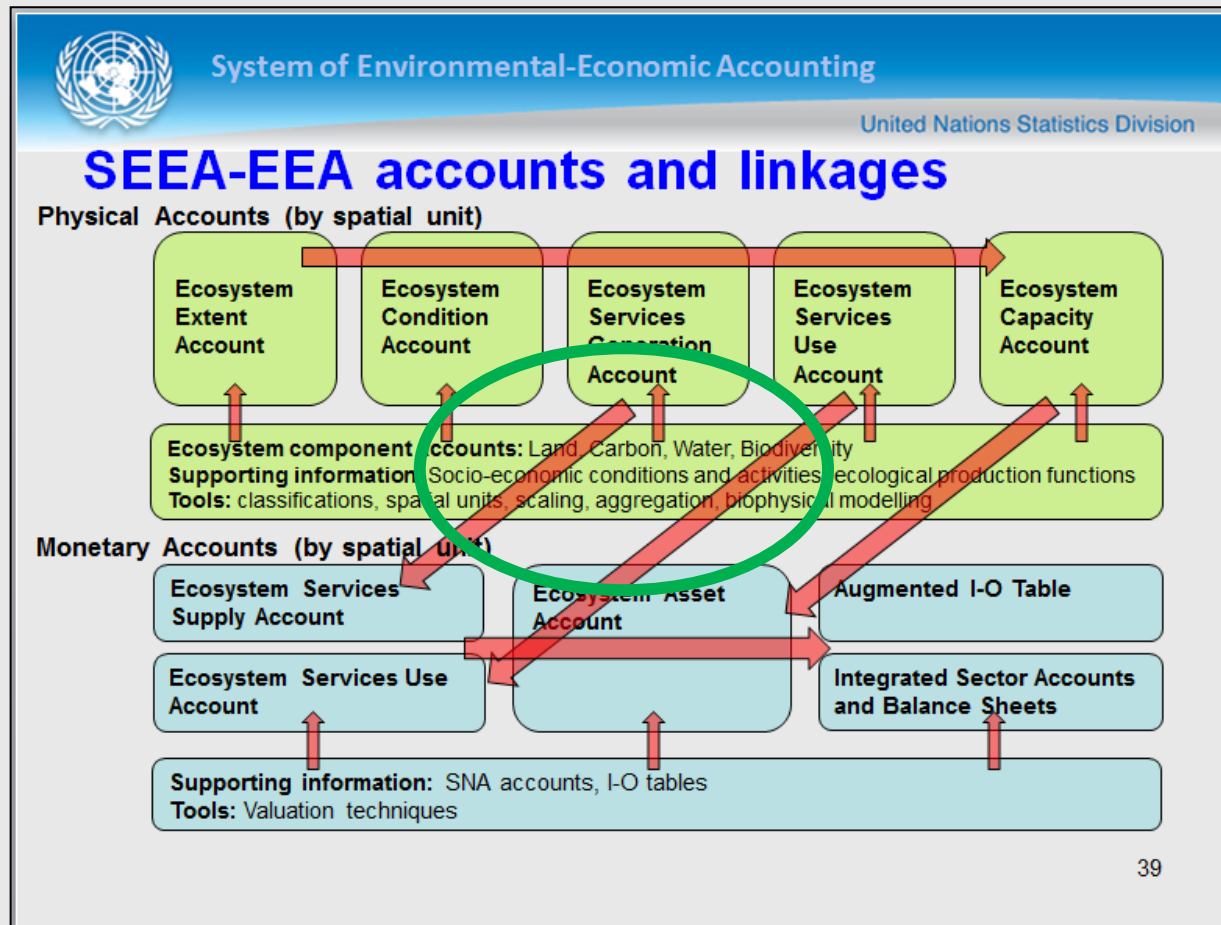 System of Environmental-Economic Accounting
United Nations Statistics Division
SEEA-EEA accounts and linkages
Physical Accounts (by spatial unit)
Ecosystem
Extent
Account
Ecosystem
Condition
Account
Ecosystem
Services
Generation
Account
Ecosystem
Services
Use
Account
Ecosystem
Capacity
Account
Ecosystem component accounts: Land, Carbon, Water, Biodiversity
Supporting information: Socio-economic conditions and activities, ecological production functions
Tools: classifications, spatial units, scaling, aggregation, biophysical modelling
Monetary Accounts (by spatial unit)
Ecosystem Services
Supply Account
Ecosystem Asset
Account
Augmented I-O Table
Ecosystem Services Use
Account
Integrated Sector Accounts
and Balance Sheets
Supporting information: SNA accounts, I-O tables
Tools: Valuation techniques
39